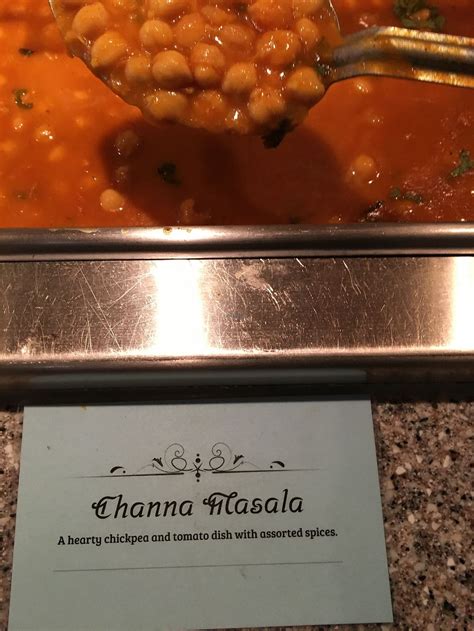 Channa Masala
A hearty chickpea and tomato dish with assorted spices.